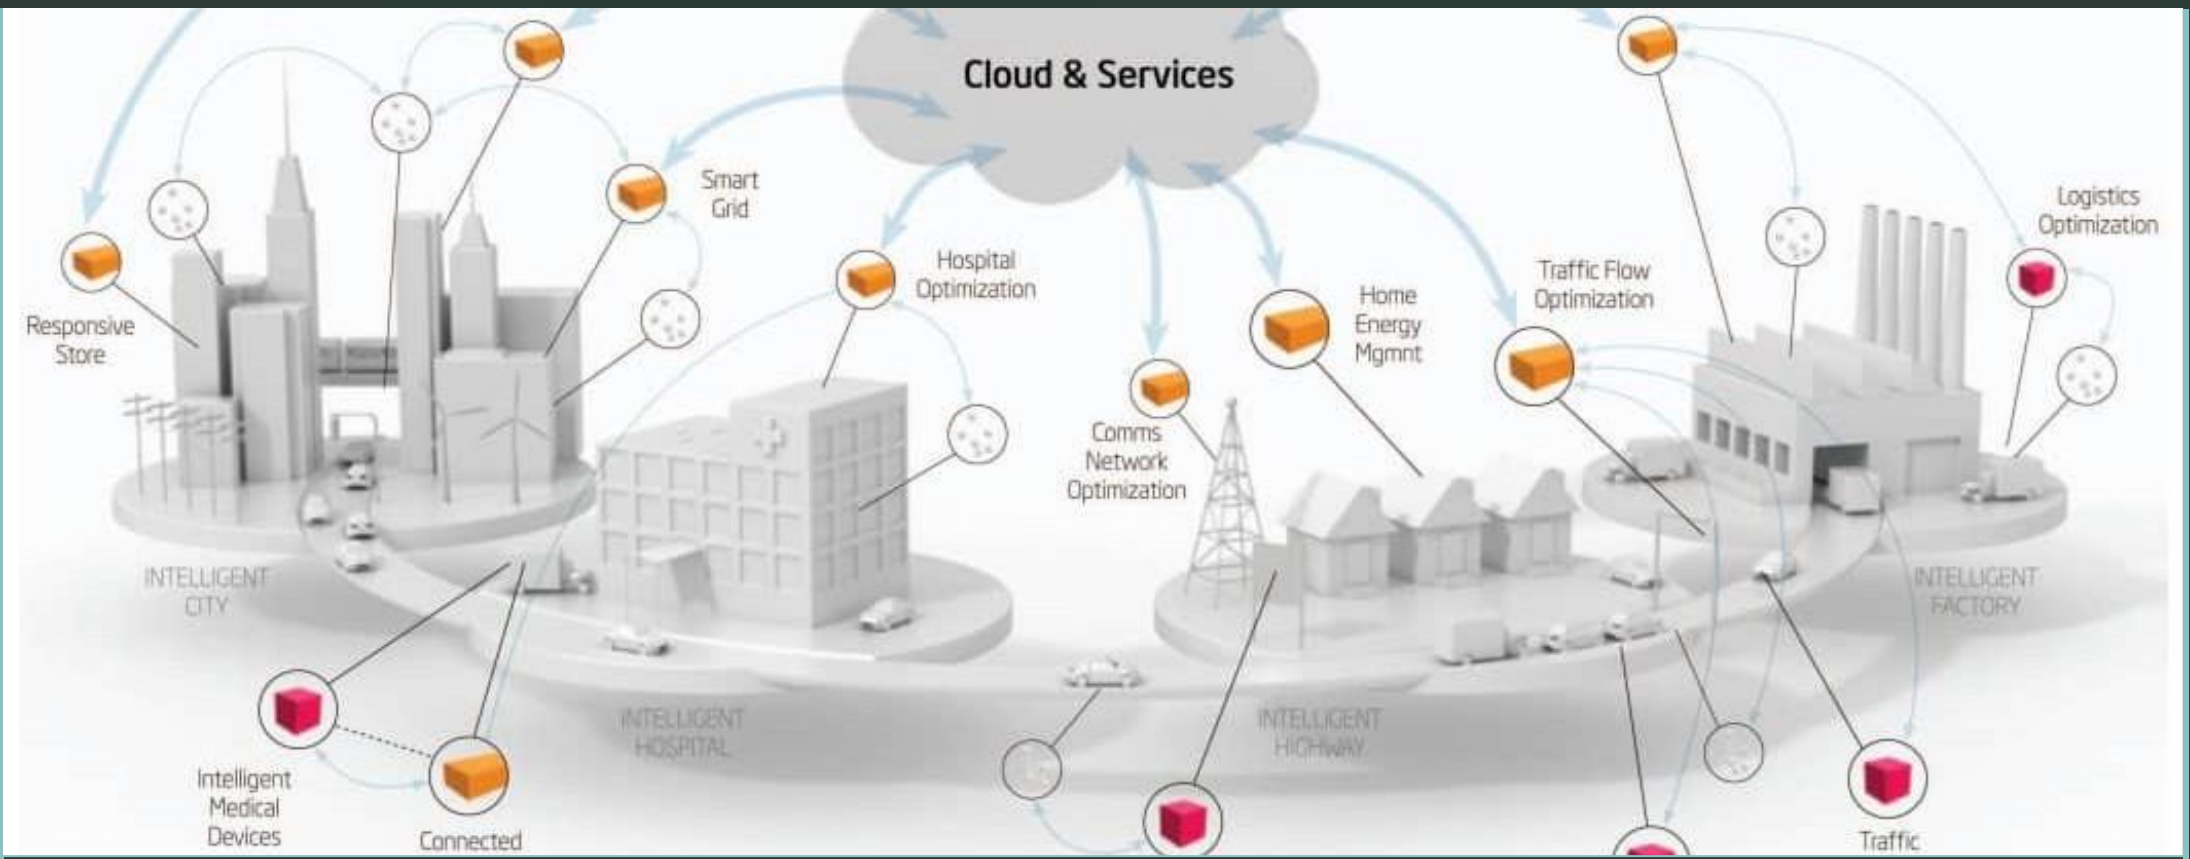 Cloud & Services
Smart
Grid
Logistics
Optimization
Hospital
Optimization
Traffic Flow
Optimization
Home
Energy
Mgmnt
Responsive
Store
Comms
Network
Optimization
INTELLIGENT
CITY
INTELLIGENT
FACTORY
INTELLIGENT
HOSPITAL
INTELLIGENT
HIGHWAY
Intelligent
Medical
Devices
Connected
Traffic